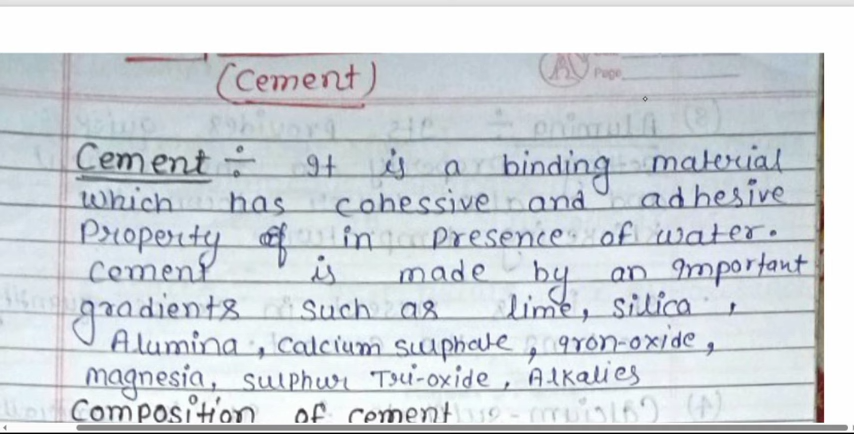 (Cement)
Page
Cement ÷ It is a binding material
which has cohessive and adhesive
Property of in presence of water.
cement is made by an important
gradients such as lime, silica,
Alumina, calcium sulphate, iron-oxide,
magnesia, sulphur Tri-oxide, Alkalies
Composition of cement